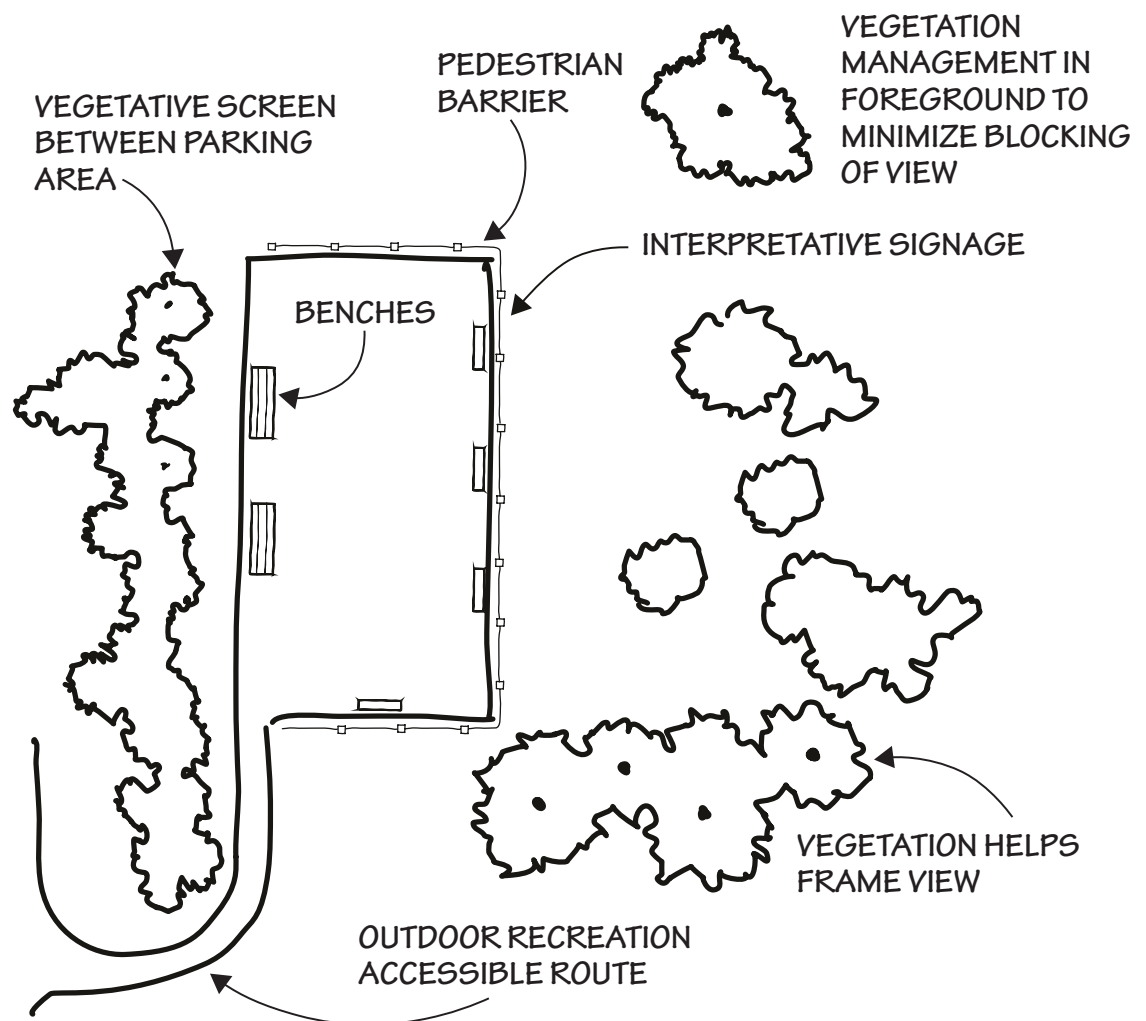 VEGETATION
MANAGEMENT IN
FOREGROUND TO
MINIMIZE BLOCKING
OF VIEW
PEDESTRIAN
BARRIER
VEGETATIVE SCREEN
BETWEEN PARKING
AREA
INTERPRETATIVE SIGNAGE
BENCHES
VEGETATION HELPS
FRAME VIEW
OUTDOOR RECREATION
ACCESSIBLE ROUTE